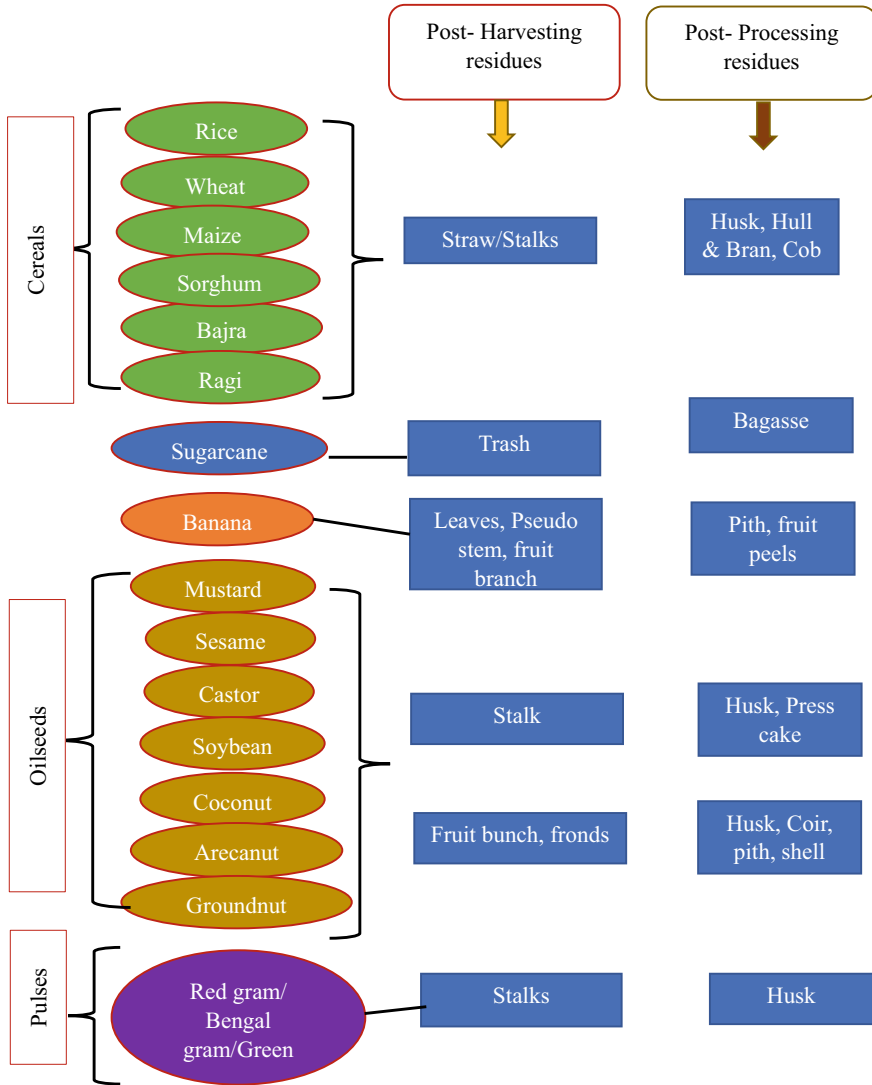 Post- Harvesting
residues
Post- Processing
residues
Cereals
Rice
Wheat
Maize
Sorghum
Bajra
Ragi
Straw/Stalks
Husk, Hull
& Bran, Cob
Sugarcane
Trash
Bagasse
Banana
Leaves, Pseudo
stem, fruit
branch
Pith, fruit
peels
Oilseeds
Mustard
Sesame
Castor
Soybean
Coconut
Arecanut
Groundnut
Stalk
Husk, Press
cake
Fruit bunch, fronds
Husk, Coir,
pith, shell
Pulses
Red gram/
Bengal
gram/Green
Stalks
Husk